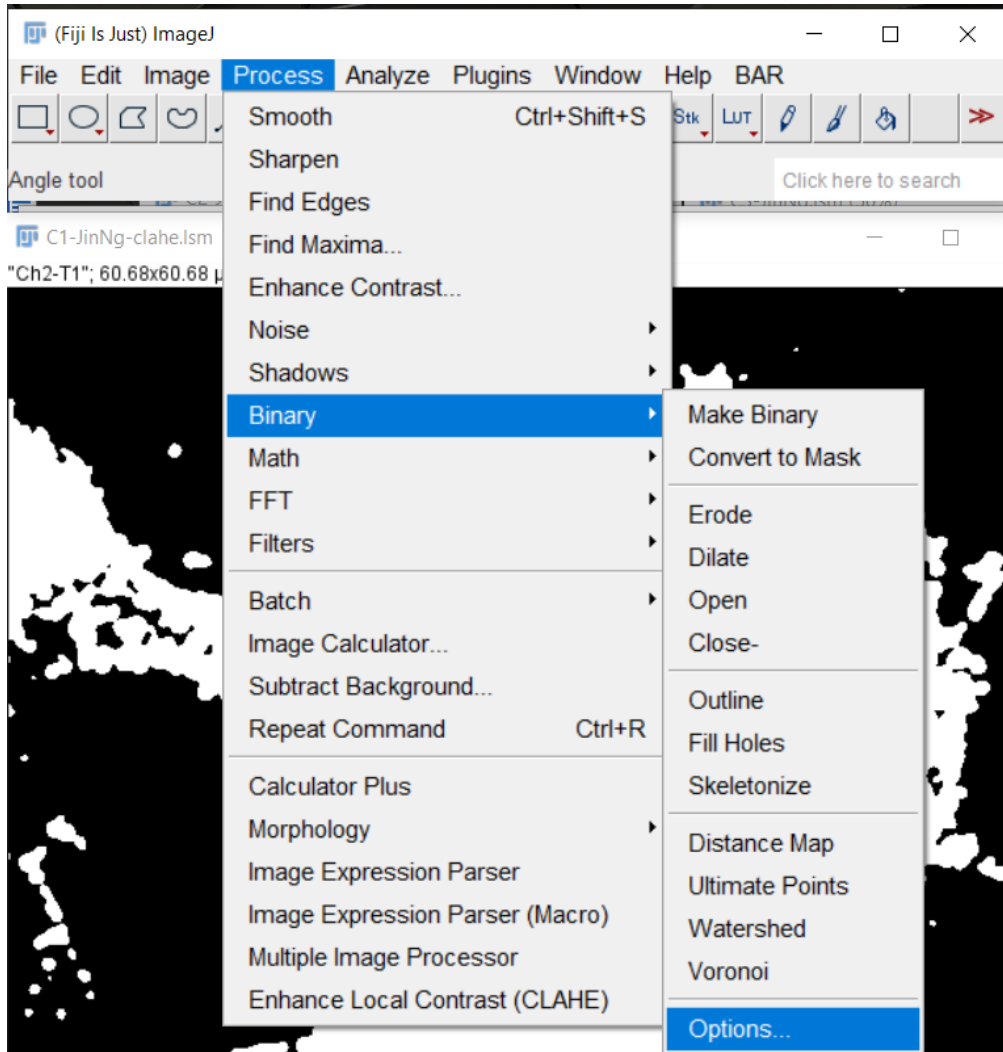 (Fiji Is Just) ImageJ
File Edit Image Process Analyze Plugins Window Help BAR
Stk LUT
Angle tool
Click here to search
C1-JinNg-clahe.lsm
"Ch2-T1"; 60.68x60.68 µ
Smooth Ctrl+Shift+S
Sharpen
Find Edges
Find Maxima...
Enhance Contrast...
Noise
Shadows
Binary
Math
FFT
Filters
Batch
Image Calculator...
Subtract Background...
Repeat Command Ctrl+R
Calculator Plus
Morphology
Image Expression Parser
Image Expression Parser (Macro)
Multiple Image Processor
Enhance Local Contrast (CLAHE)
Make Binary
Convert to Mask
Erode
Dilate
Open
Close-
Outline
Fill Holes
Skeletonize
Distance Map
Ultimate Points
Watershed
Voronoi
Options...